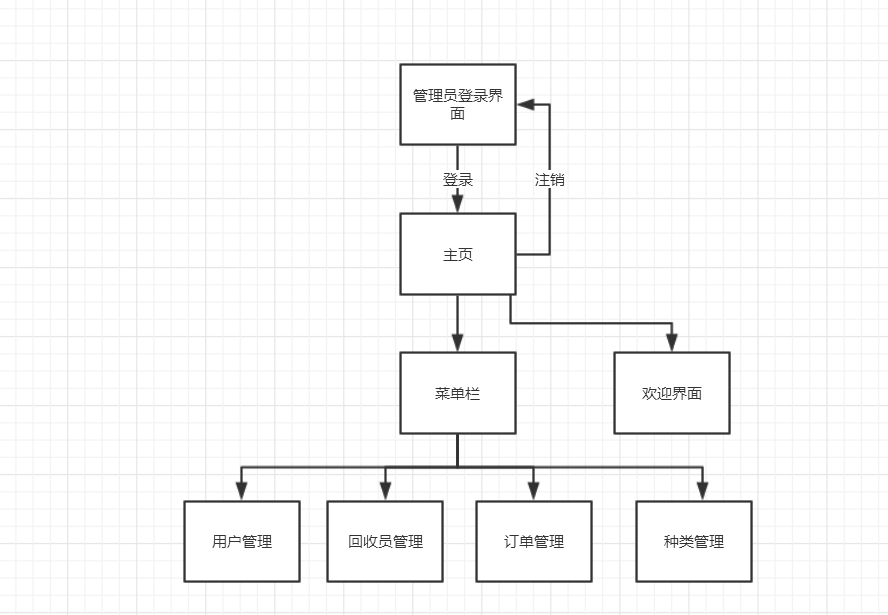 管理员登录界
面
登录
注销
主页
菜单栏
欢迎界面
用户管理
回收员管理
订单管理
种类管理